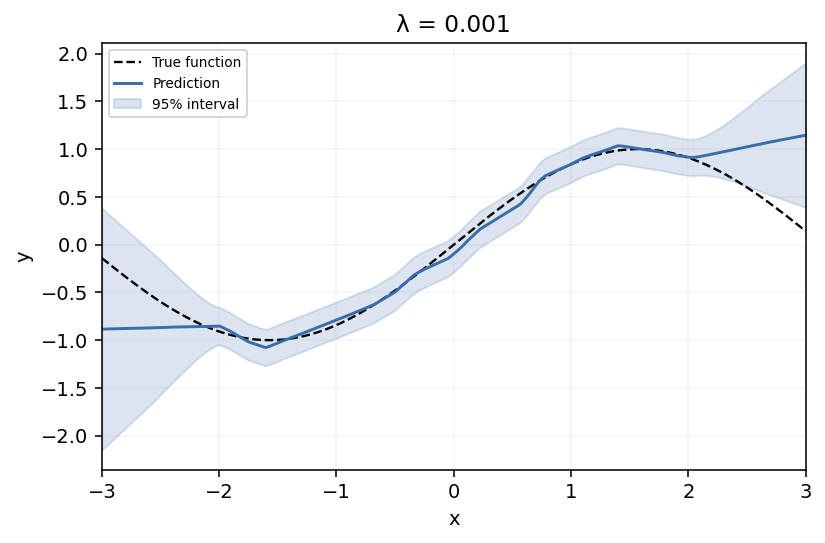 λ = 0.001
True function
Prediction
95% interval
2.0
1.5
1.0
0.5
0.0
−0.5
−1.0
−1.5
−2.0
y
−3 −2 −1 0 1 2 3
x